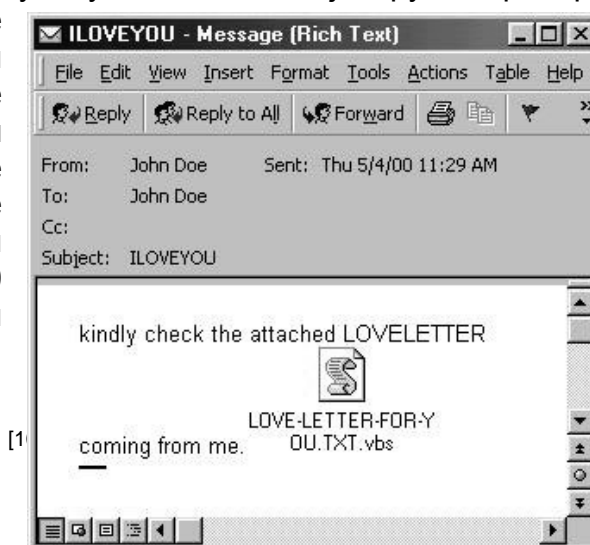 ILOVEYOU - Message (Rich Text)
File Edit View Insert Format Tools Actions Table Help
Reply Reply to All Forward
From: John Doe Sent: Thu 5/4/00 11:29 AM
To: John Doe
Cc:
Subject: ILOVEYOU
kindly check the attached LOVELETTER
LOVE-LETTER-FOR-Y
OU.TXT.vbs
coming from me.